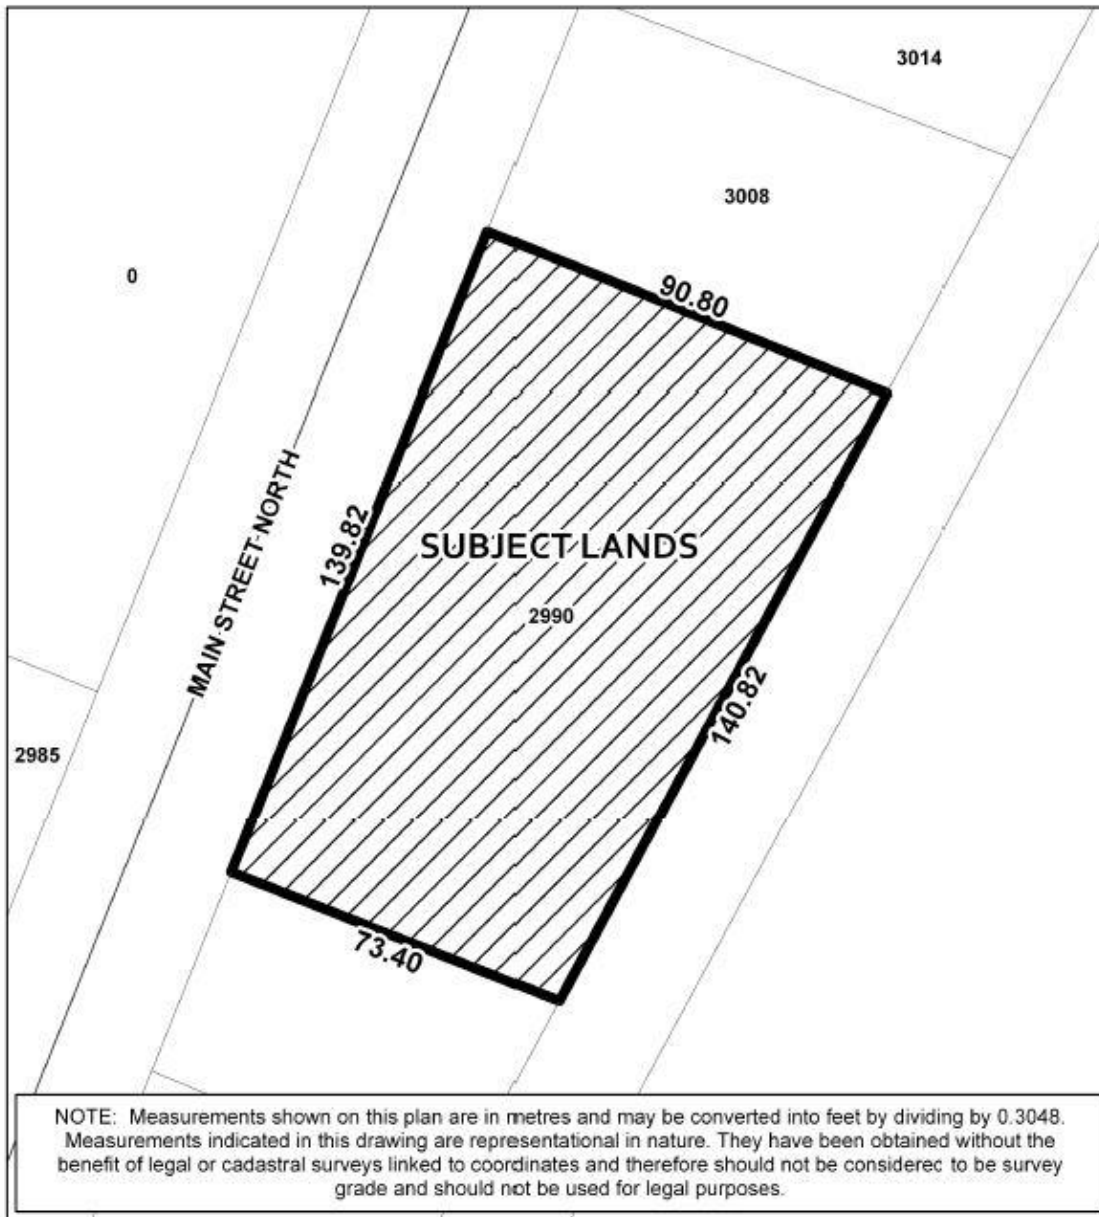 3014
3008
0
90.80
MAIN STREET NORTH
139.82
SUBJECT LANDS
2990
140.82
2985
73.40
NOTE: Measurements shown on this plan are in metres and may be converted into feet by dividing by 0.3048.
Measurements indicated in this drawing are representational in nature. They have been obtained without the
benefit of legal or cadastral surveys linked to coordinates and therefore should not be considered to be survey
grade and should not be used for legal purposes.